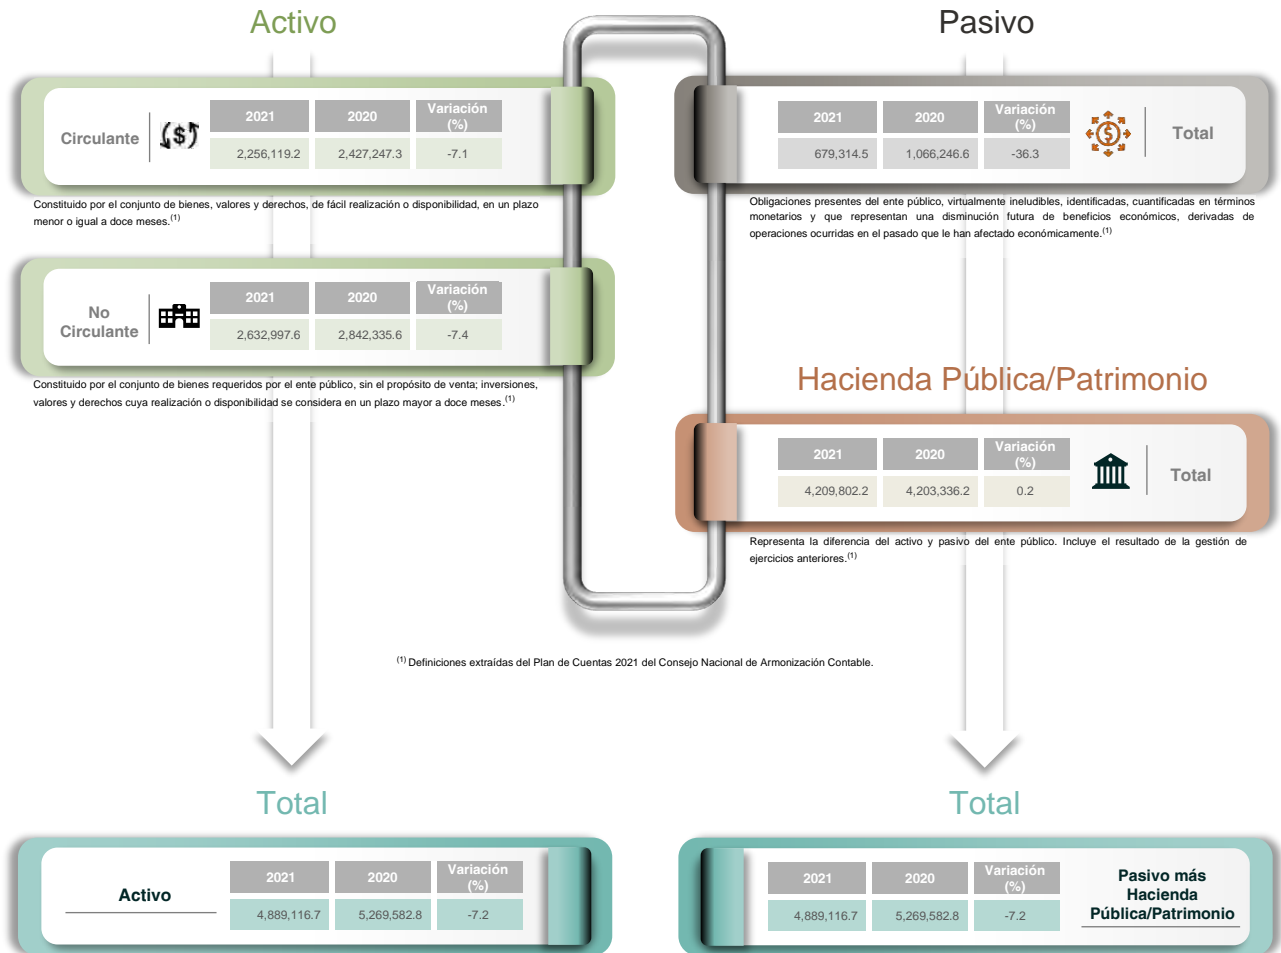 Activo
Circulante
2021 2020 Variación (%)
2,256,119.2 2,427,247.3 -7.1
Constituido por el conjunto de bienes, valores y derechos, de fácil realización o disponibilidad, en un plazo
menor o igual a doce meses.(1)
No
Circulante
2021 2020 Variación (%)
2,632,997.6 2,842,335.6 -7.4
Constituido por el conjunto de bienes requeridos por el ente público, sin el propósito de venta; inversiones,
valores y derechos cuya realización o disponibilidad se considera en un plazo mayor a doce meses.(1)
Pasivo
2021 2020 Variación (%)
679,314.5 1,066,246.6 -36.3
Total
Obligaciones presentes del ente público, virtualmente ineludibles, identificadas, cuantificadas en términos
monetarios y que representan una disminución futura de beneficios económicos, derivadas de
operaciones ocurridas en el pasado que le han afectado económicamente.(1)
Hacienda Pública/Patrimonio
2021 2020 Variación (%)
4,209,802.2 4,203,336.2 0.2
Total
Representa la diferencia del activo y pasivo del ente público. Incluye el resultado de la gestión de
ejercicios anteriores.(1)
(1) Definiciones extraídas del Plan de Cuentas 2021 del Consejo Nacional de Armonización Contable.
Total
Activo
2021 2020 Variación (%)
4,889,116.7 5,269,582.8 -7.2
Total
2021 2020 Variación (%)
4,889,116.7 5,269,582.8 -7.2
Pasivo más
Hacienda
Pública/Patrimonio